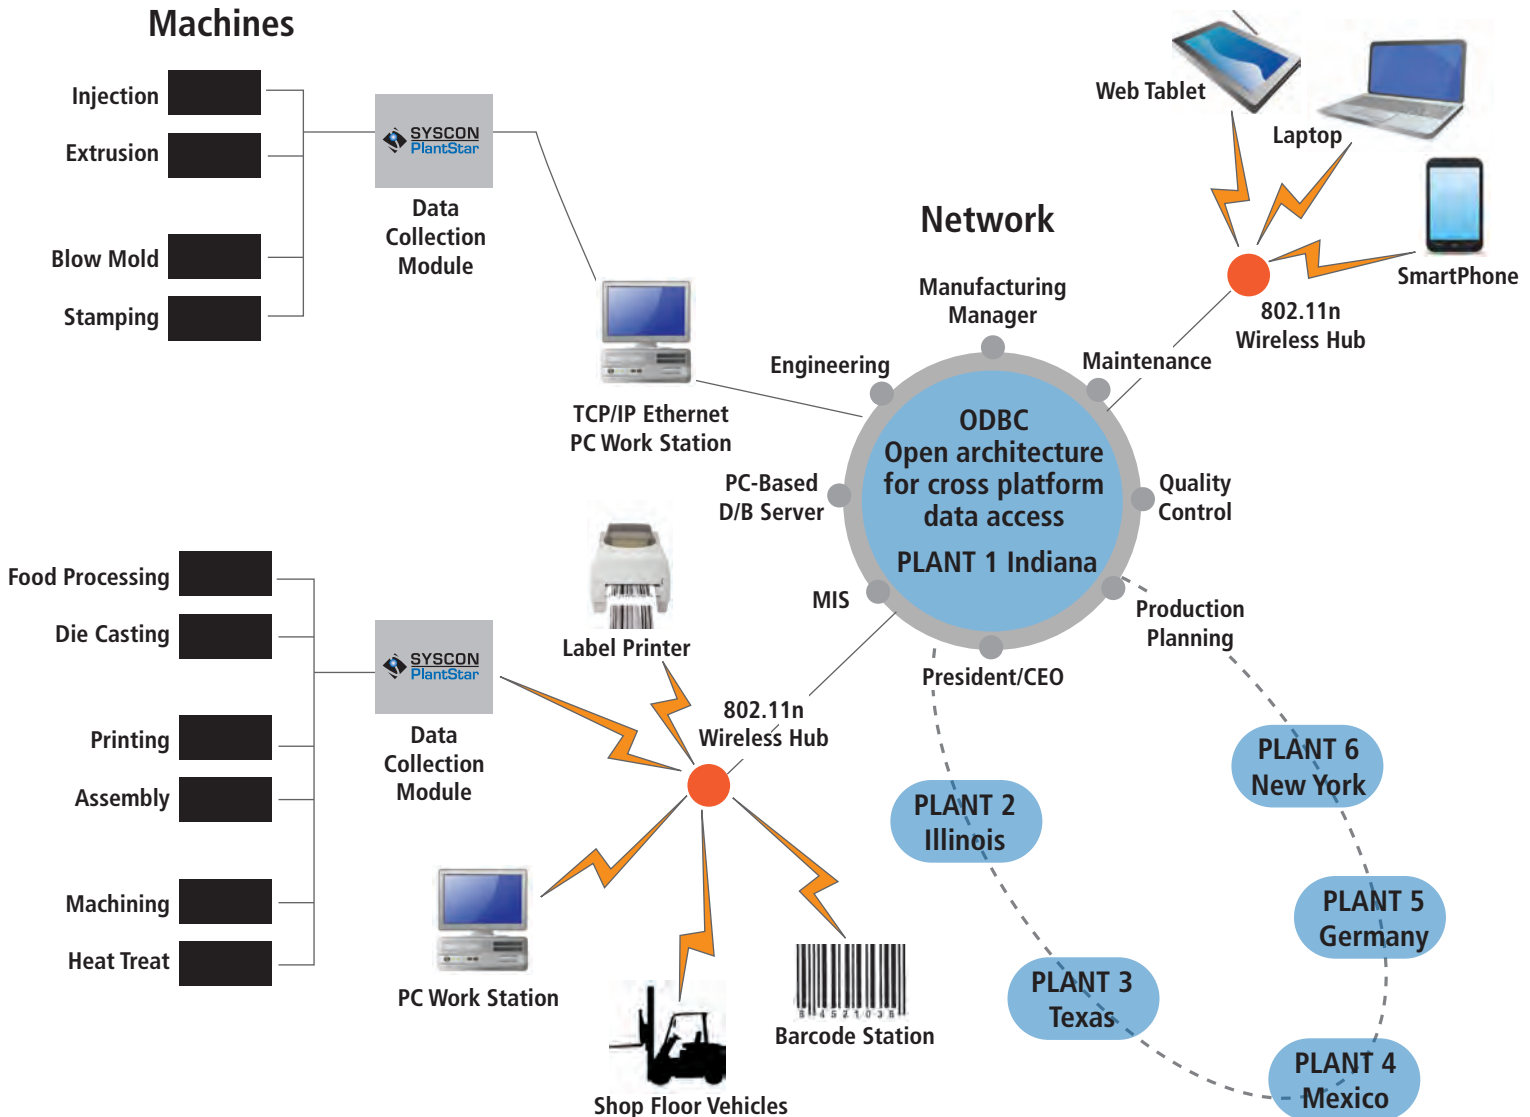 Machines
Injection
Extrusion
Blow Mold
Stamping
SYSCON
PlantStar
Data
Collection
Module
TCP/IP Ethernet
PC Work Station
Network
Manufacturing
Manager
Engineering
Maintenance
PC-Based
D/B Server
Quality
Control
MIS
Production
Planning
President/CEO
ODBC
Open architecture
for cross platform
data access
PLANT 1 Indiana
Web Tablet
Laptop
SmartPhone
802.11n
Wireless Hub
Food Processing
Die Casting
Printing
Assembly
Machining
Heat Treat
SYSCON
PlantStar
Data
Collection
Module
Label Printer
802.11n
Wireless Hub
PC Work Station
Shop Floor Vehicles
Barcode Station
PLANT 2
Illinois
PLANT 3
Texas
PLANT 4
Mexico
PLANT 5
Germany
PLANT 6
New York